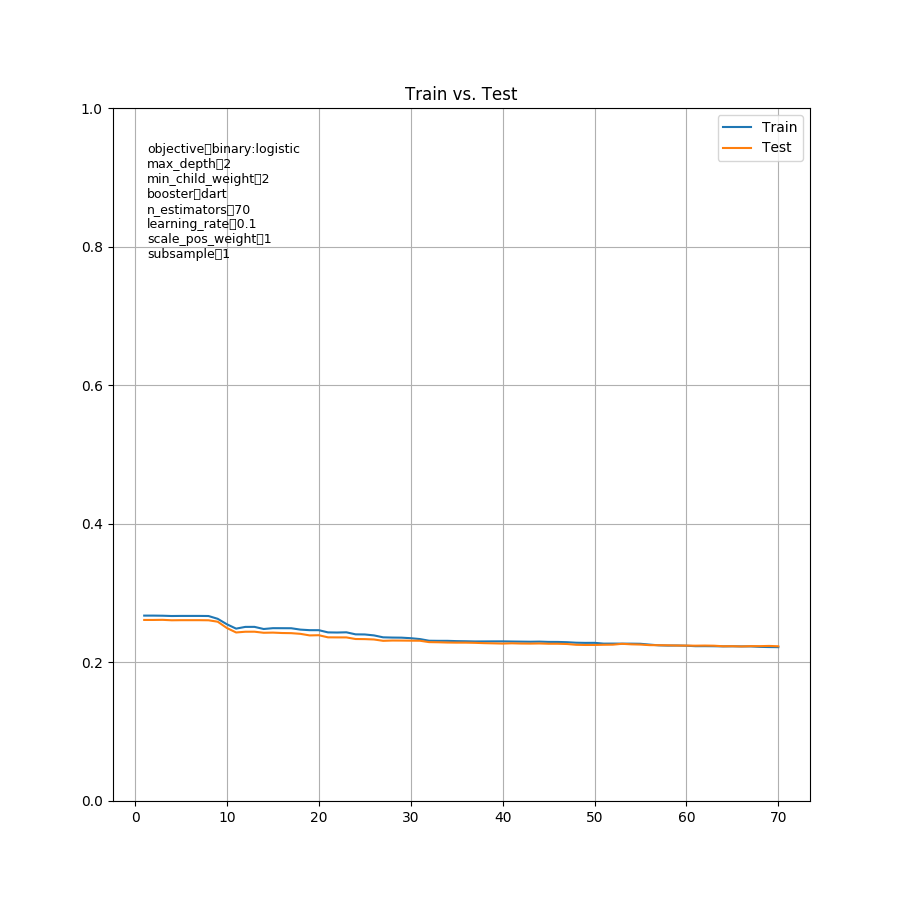 Train vs. Test
1.0
0.8
0.6
0.4
0.2
0.0
objective▯binary:logistic
max_depth▯2
min_child_weight▯2
booster▯dart
n_estimators▯70
learning_rate▯0.1
scale_pos_weight▯1
subsample▯1
Train
Test
0 10 20 30 40 50 60 70